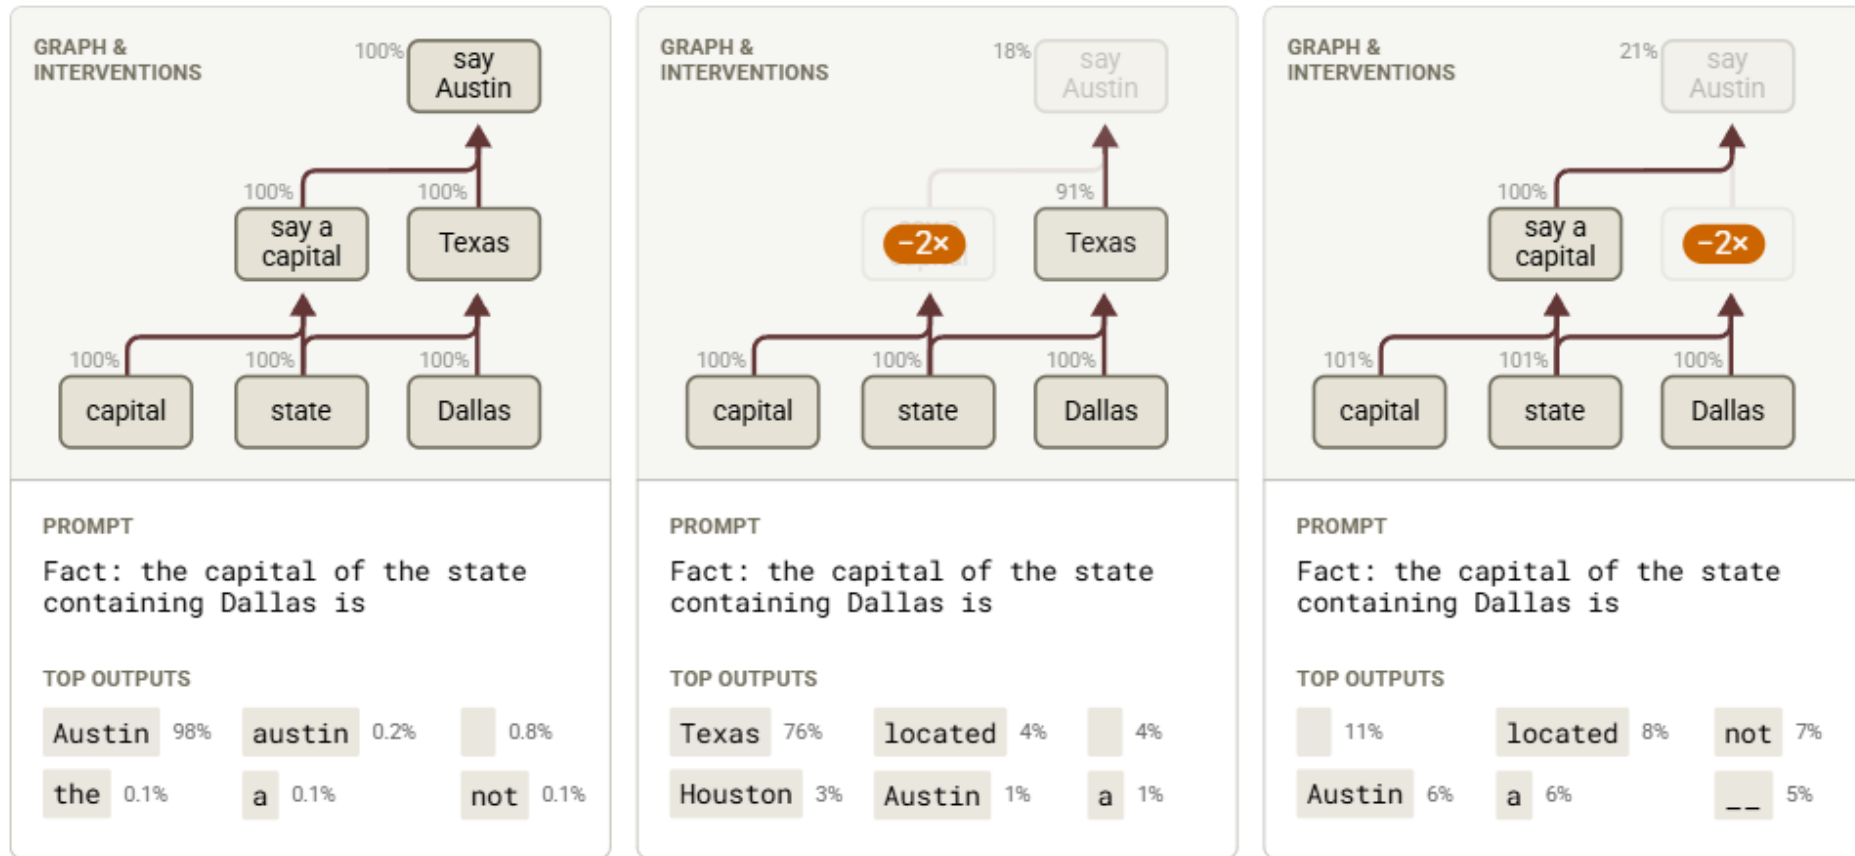 GRAPH &
INTERVENTIONS
100%
say
Austin
100%
100%
say a
capital
Texas
100%
100%
100%
capital
state
Dallas
PROMPT
Fact: the capital of the state
containing Dallas is
TOP OUTPUTS
Austin 98% austin 0.2% 0.8%
the 0.1% a 0.1% not 0.1%
GRAPH &
INTERVENTIONS
18%
say
Austin
91%
−2×
Texas
100%
100%
100%
capital
state
Dallas
PROMPT
Fact: the capital of the state
containing Dallas is
TOP OUTPUTS
Texas 76% located 4% 4%
Houston 3% Austin 1% a 1%
GRAPH &
INTERVENTIONS
21%
say
Austin
100%
say a
capital
−2×
101%
101%
100%
capital
state
Dallas
PROMPT
Fact: the capital of the state
containing Dallas is
TOP OUTPUTS
11% located 8% not 7%
Austin 6% a 6% __ 5%